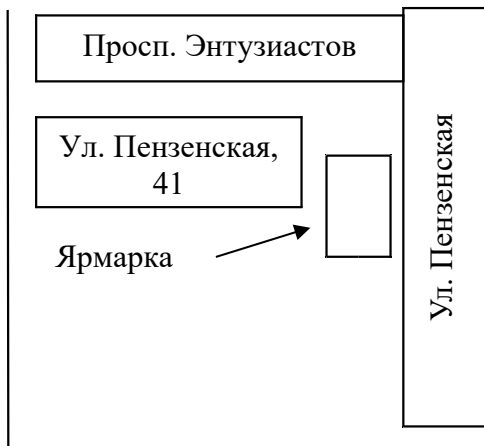 Просп. Энтузиастов
Ул. Пензенская,
41
Ярмарка
Ул. Пензенская